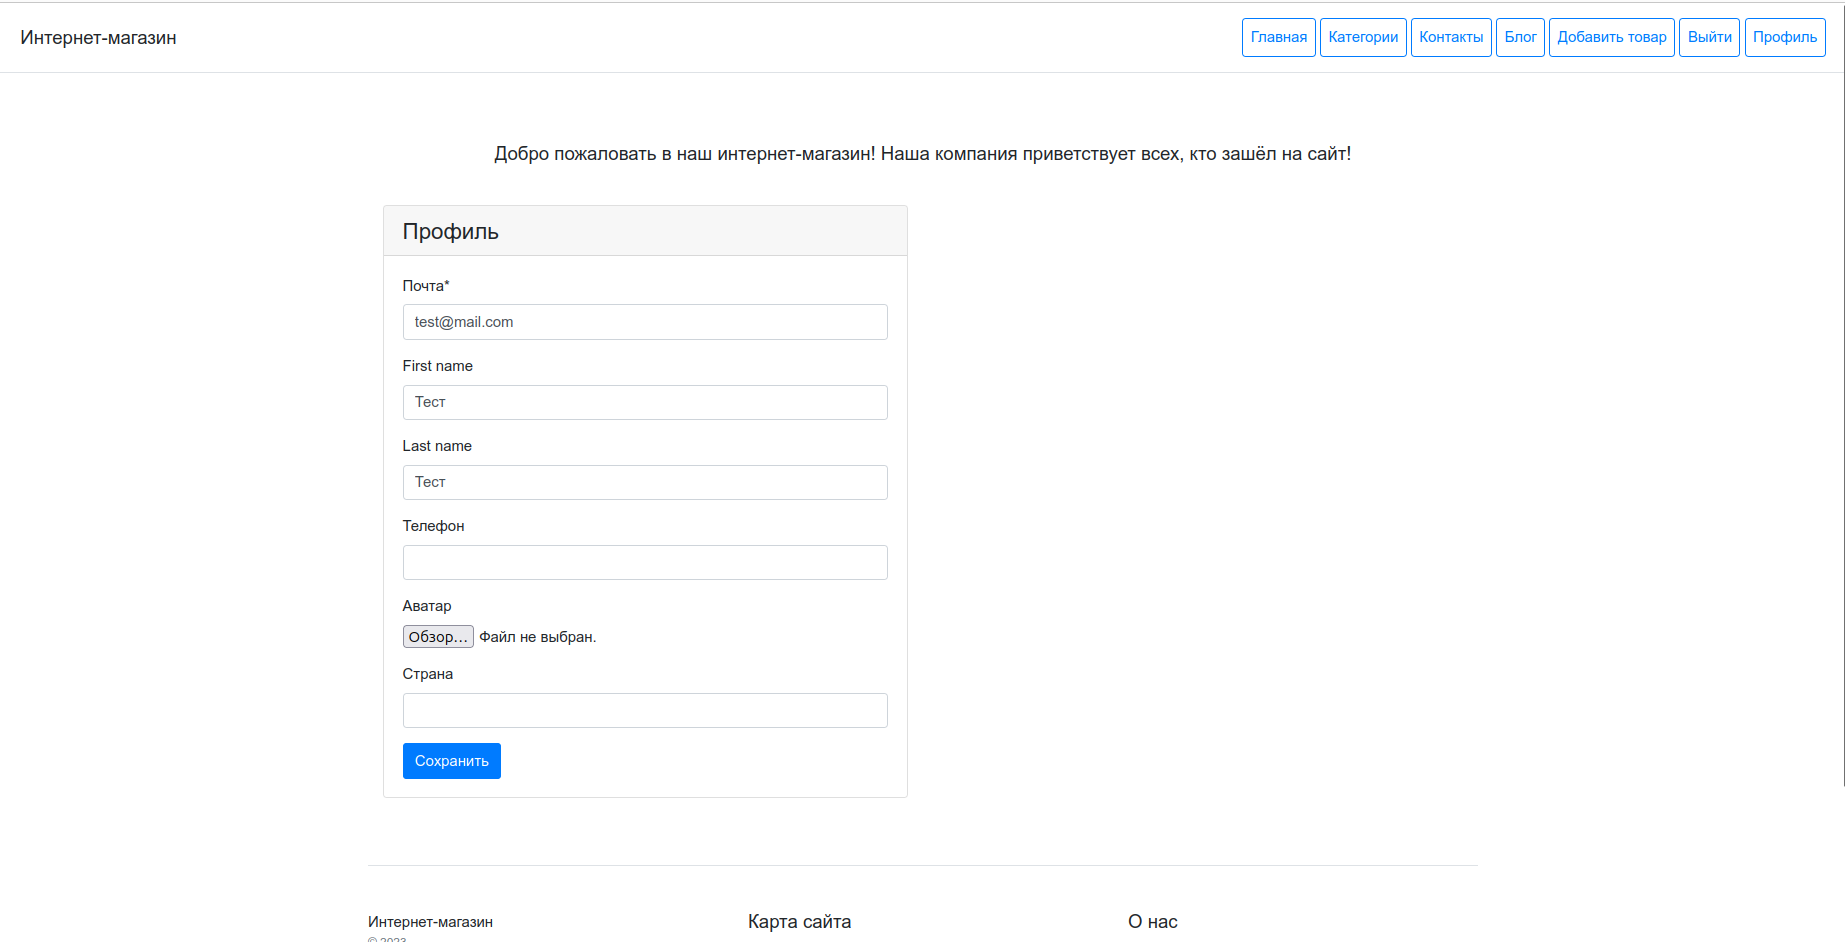 Интернет-магазин
Главная Категории Контакты Блог Добавить товар Выйти Профиль
Добро пожаловать в наш интернет-магазин! Наша компания приветствует всех, кто зашёл на сайт!
Профиль
Почта*
test@mail.com
First name
Тест
Last name
Тест
Телефон
Аватар
Обзор... Файл не выбран.
Страна
Сохранить
Интернет-магазин Карта сайта О нас
© 2023